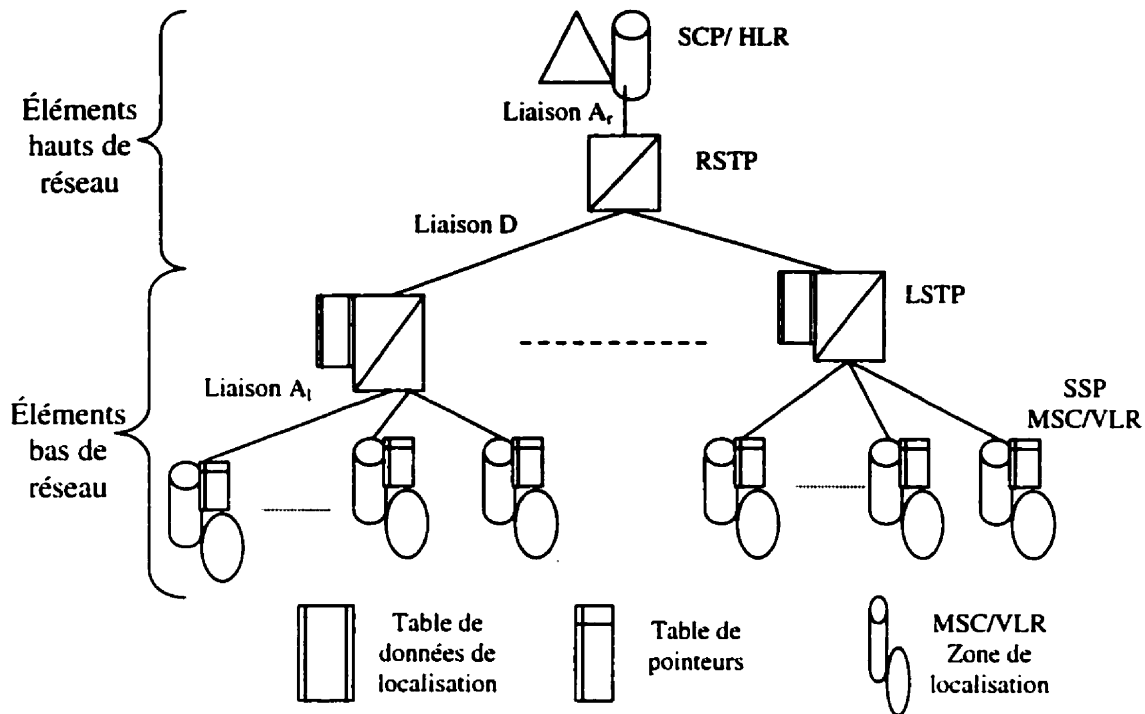 SCP/ HLR
Éléments
hauts de
réseau
Liaison Aᵣ
RSTP
Liaison D
LSTP
Liaison Aₗ
SSP
MSC/VLR
Éléments
bas de
réseau
Table de
données de
localisation
Table de
pointeurs
MSC/VLR
Zone de
localisation